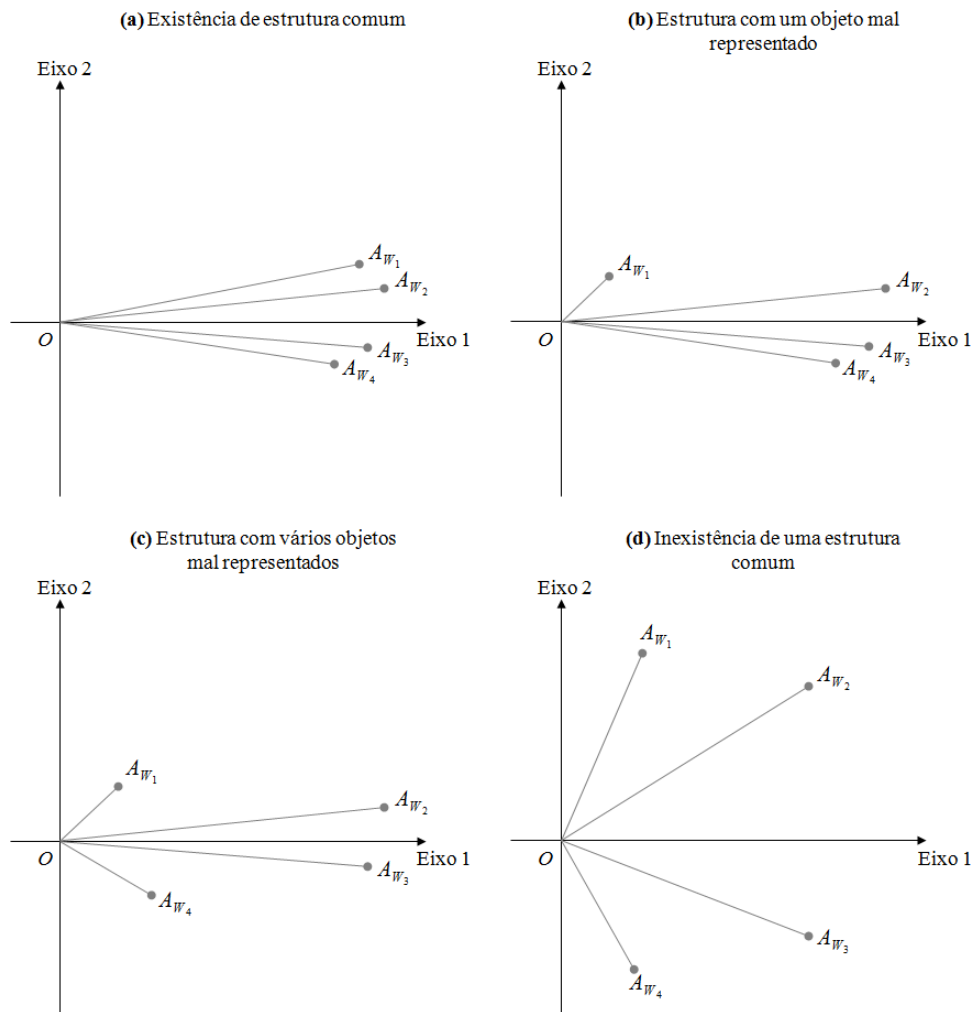 (a) Existência de estrutura comum
(b) Estrutura com um objeto mal
representado
Eixo 2
A_{W_1}
A_{W_2}
O
Eixo 1
A_{W_3}
A_{W_4}
Eixo 2
A_{W_1}
A_{W_2}
O
Eixo 1
A_{W_3}
A_{W_4}
(c) Estrutura com vários objetos
mal representados
(d) Inexistência de uma estrutura
comum
Eixo 2
A_{W_1}
A_{W_2}
O
Eixo 1
A_{W_3}
A_{W_4}
Eixo 2
A_{W_1}
A_{W_2}
O
Eixo 1
A_{W_3}
A_{W_4}